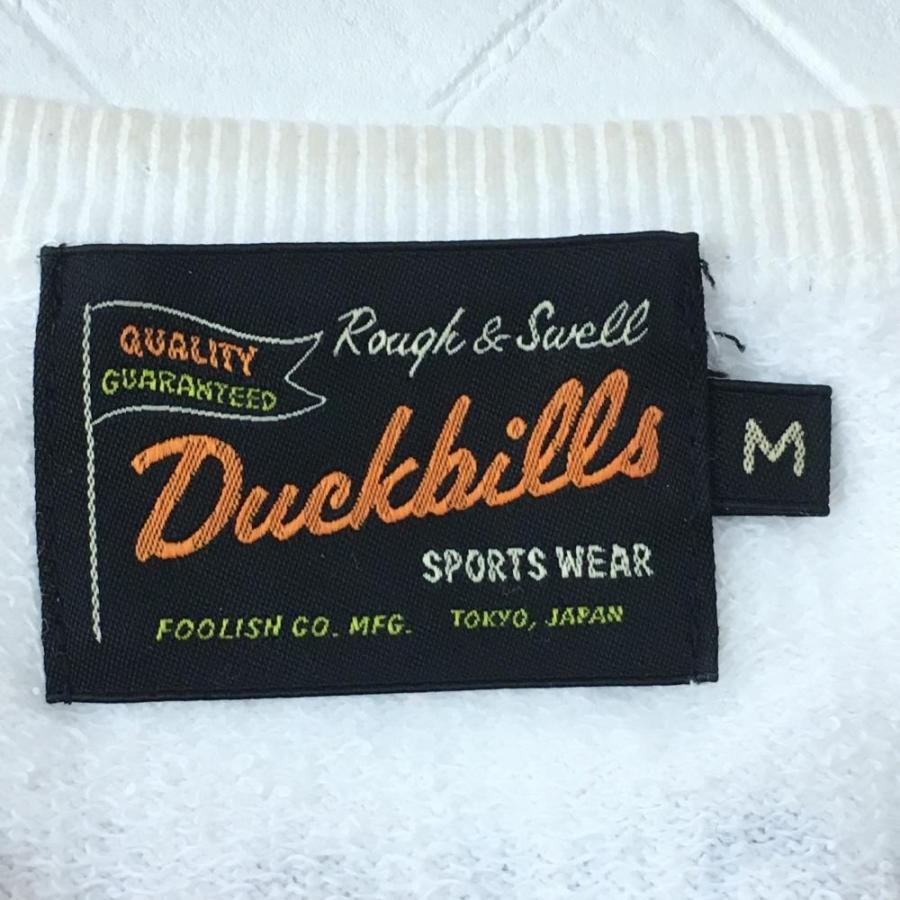 QUALITY
GUARANTEED
Rough & Swell
Duckbills
SPORTS WEAR
FOOLISH CO. MFG. TOKYO, JAPAN
M